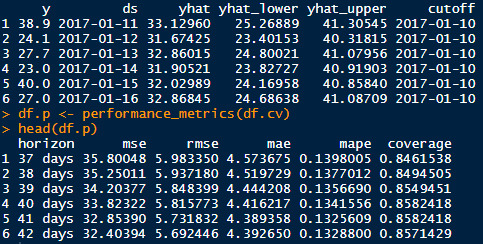 y ds yhat yhat_lower yhat_upper cutoff
1 38.9 2017-01-11 33.12960 25.26889 41.30545 2017-01-10
2 24.1 2017-01-12 31.67425 23.40153 40.31815 2017-01-10
3 27.7 2017-01-13 32.86015 24.80021 41.07956 2017-01-10
4 23.0 2017-01-14 31.90521 23.82727 40.91903 2017-01-10
5 40.0 2017-01-15 32.02989 24.16958 40.85840 2017-01-10
6 27.0 2017-01-16 32.86845 24.68638 41.08709 2017-01-10
> df.p <- performance_metrics(df.cv)
> head(df.p)
horizon mse rmse mae mape coverage
1 37 days 35.80048 5.983350 4.573675 0.1398005 0.8461538
2 38 days 35.25011 5.937180 4.519729 0.1377012 0.8494505
3 39 days 34.20377 5.848399 4.444208 0.1356690 0.8549451
4 40 days 33.82322 5.815773 4.416217 0.1341556 0.8582418
5 41 days 32.85390 5.731832 4.389358 0.1325609 0.8582418
6 42 days 32.40394 5.692446 4.392650 0.1328800 0.8571429